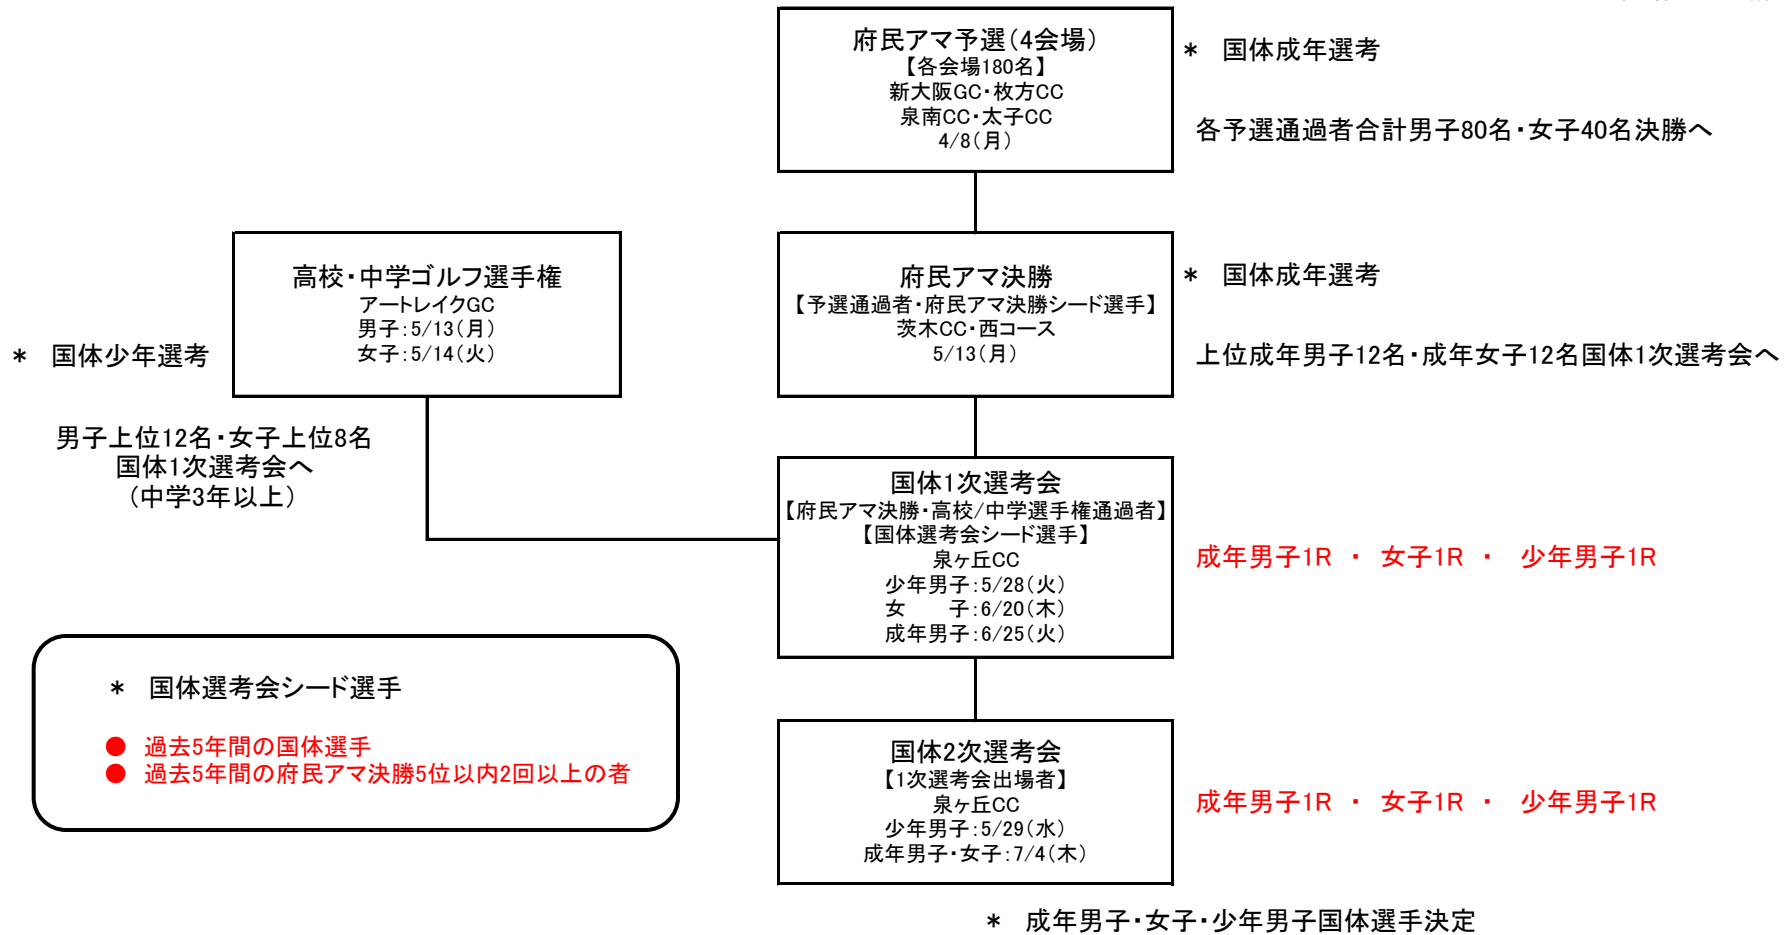 府民アマ予選(4会場)
【各会場180名】
新大阪GC・枚方CC
泉南CC・太子CC
4/8(月)
* 国体成年選考
各予選通過者合計男子80名・女子40名決勝へ
高校・中学ゴルフ選手権
アートレイクGC
男子:5/13(月)
女子:5/14(火)
* 国体少年選考
男子上位12名・女子上位8名
国体1次選考会へ
(中学3年以上)
府民アマ決勝
【予選通過者・府民アマ決勝シード選手】
茨木CC・西コース
5/13(月)
* 国体成年選考
上位成年男子12名・成年女子12名国体1次選考会へ
国体1次選考会
【府民アマ決勝・高校/中学選手権通過者】
【国体選考会シード選手】
泉ヶ丘CC
少年男子:5/28(火)
女 子:6/20(木)
成年男子:6/25(火)
成年男子1R ・ 女子1R ・ 少年男子1R
* 国体選考会シード選手
● 過去5年間の国体選手
● 過去5年間の府民アマ決勝5位以内2回以上の者
国体2次選考会
【1次選考会出場者】
泉ヶ丘CC
少年男子:5/29(水)
成年男子・女子:7/4(木)
成年男子1R ・ 女子1R ・ 少年男子1R
* 成年男子・女子・少年男子国体選手決定